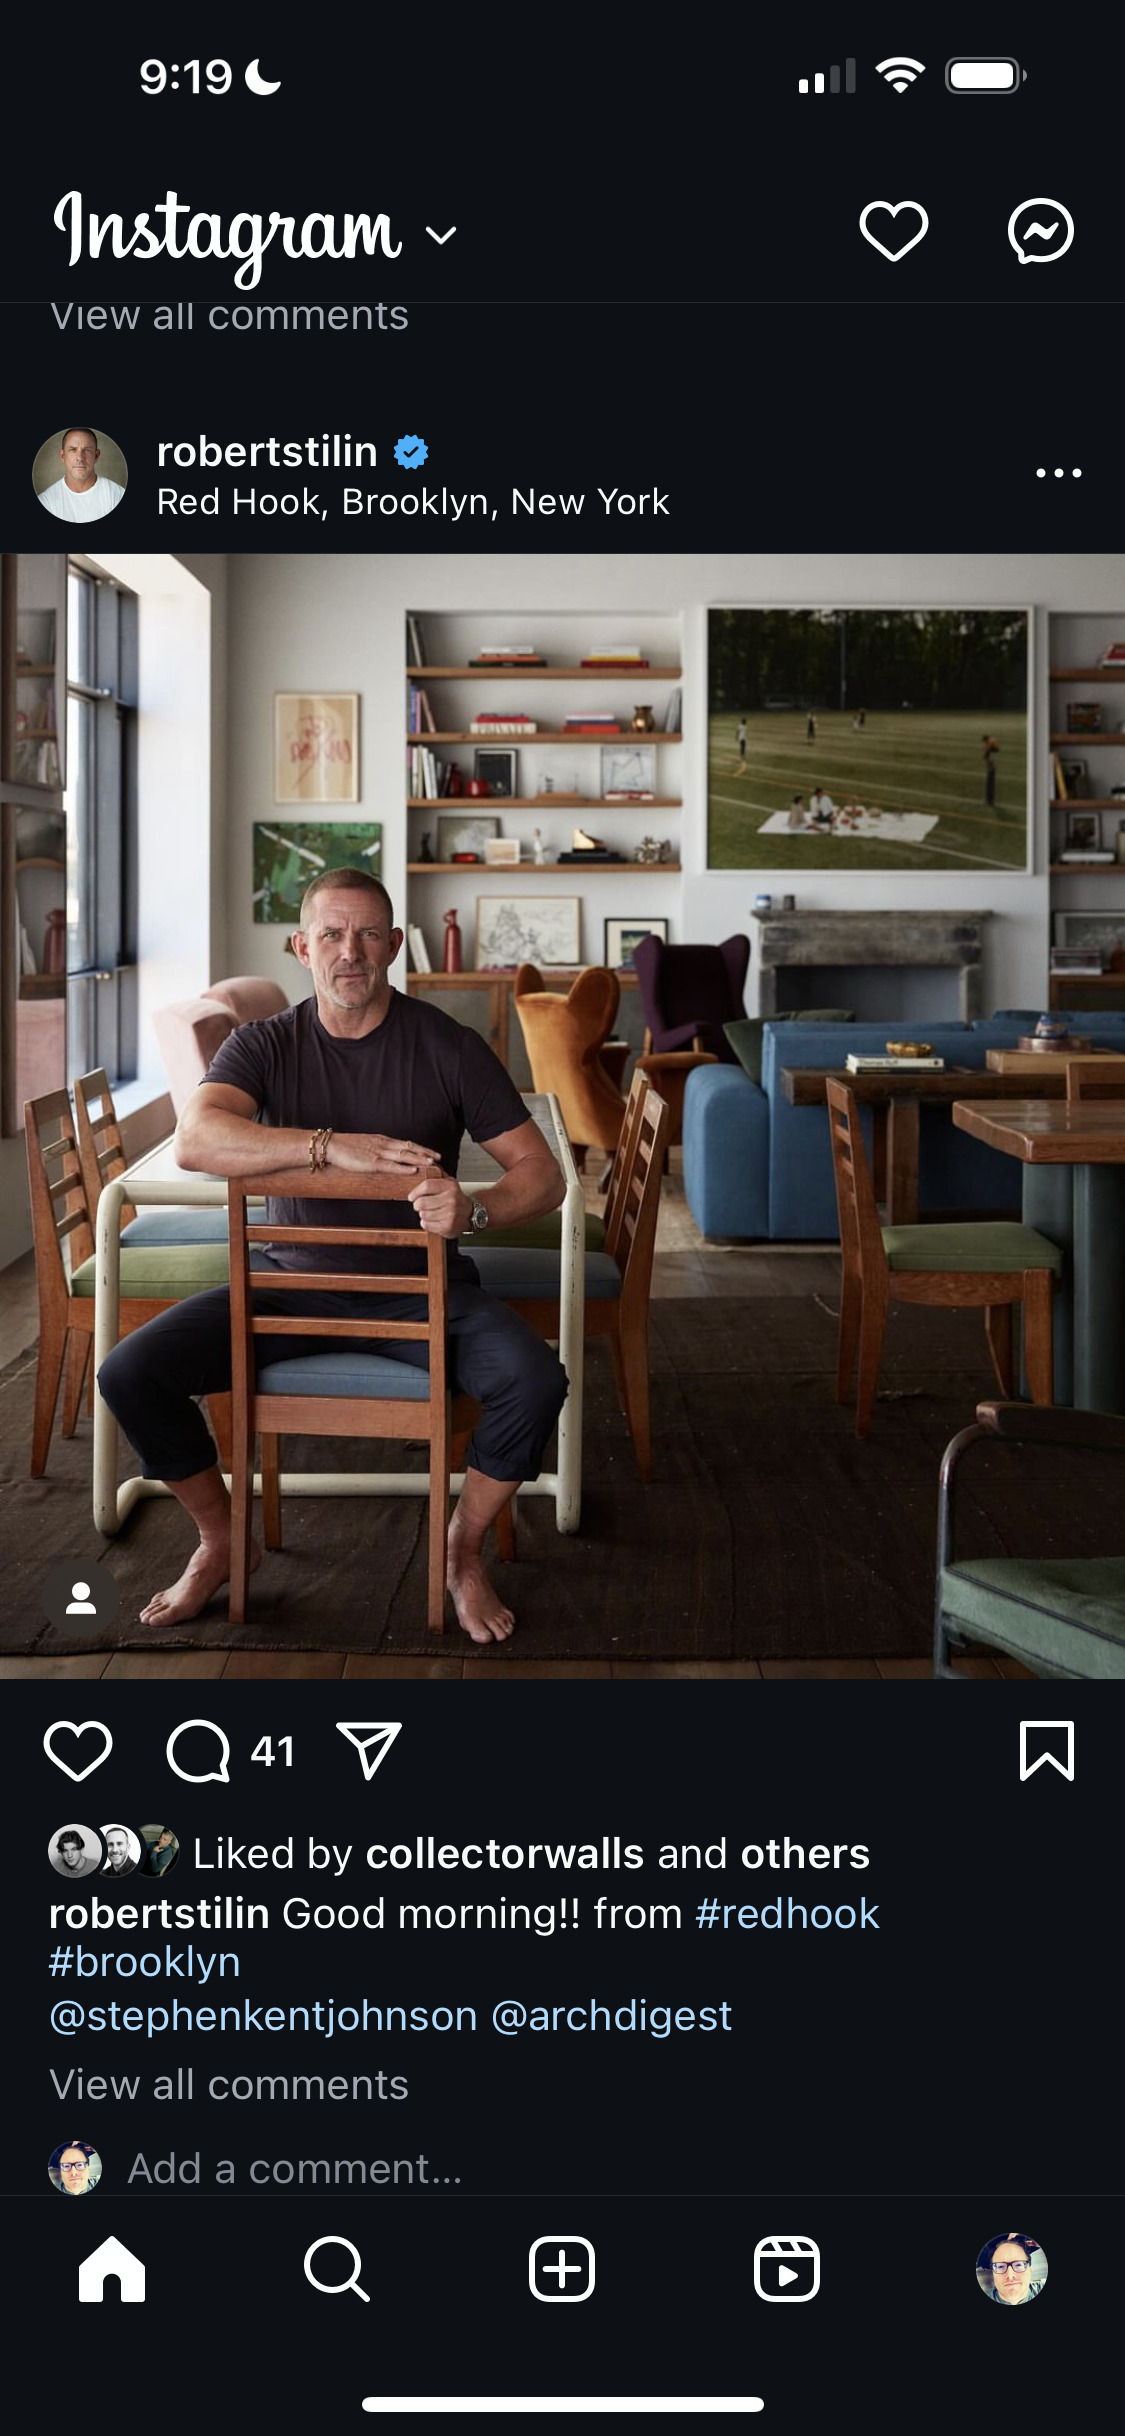 9:19
Instagram
View all comments
robertstilin
Red Hook, Brooklyn, New York
41
Liked by collectorwalls and others
robertstilin Good morning!! from #redhook
#brooklyn
@stephenkentjohnson @archdigest
View all comments
Add a comment...